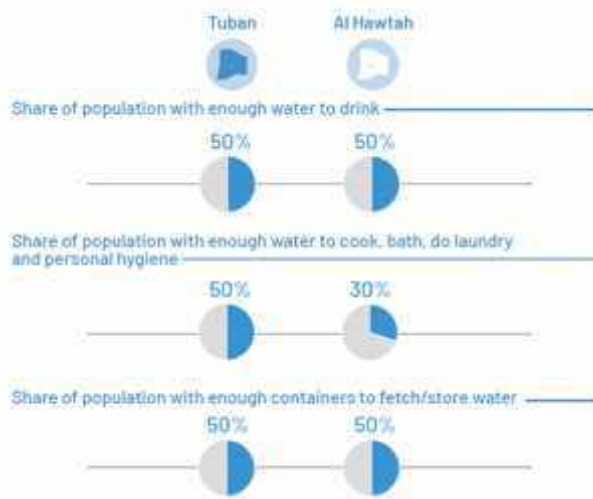 Tuban Al Hawtah
Share of population with enough water to drink
50% 50%
Share of population with enough water to cook, bath, do laundry
and personal hygiene
50% 30%
Share of population with enough containers to fetch/store water
50% 50%